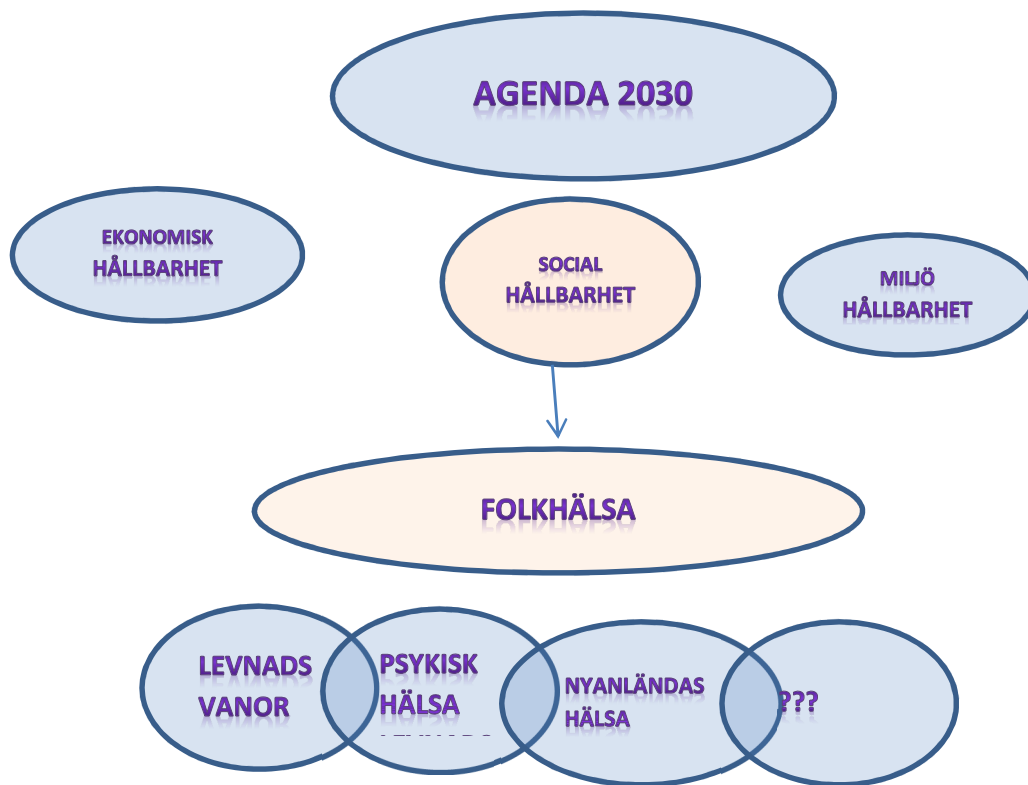 AGENDA 2030
EKONOMISK
HÅLLBARHET
SOCIAL
HÅLLBARHET
MILJÖ
HÅLLBARHET
FOLKHÄLSA
LEVNADS
VANOR
PSYKISK
HÄLSA
NYANLÄNDAS
HÄLSA
???